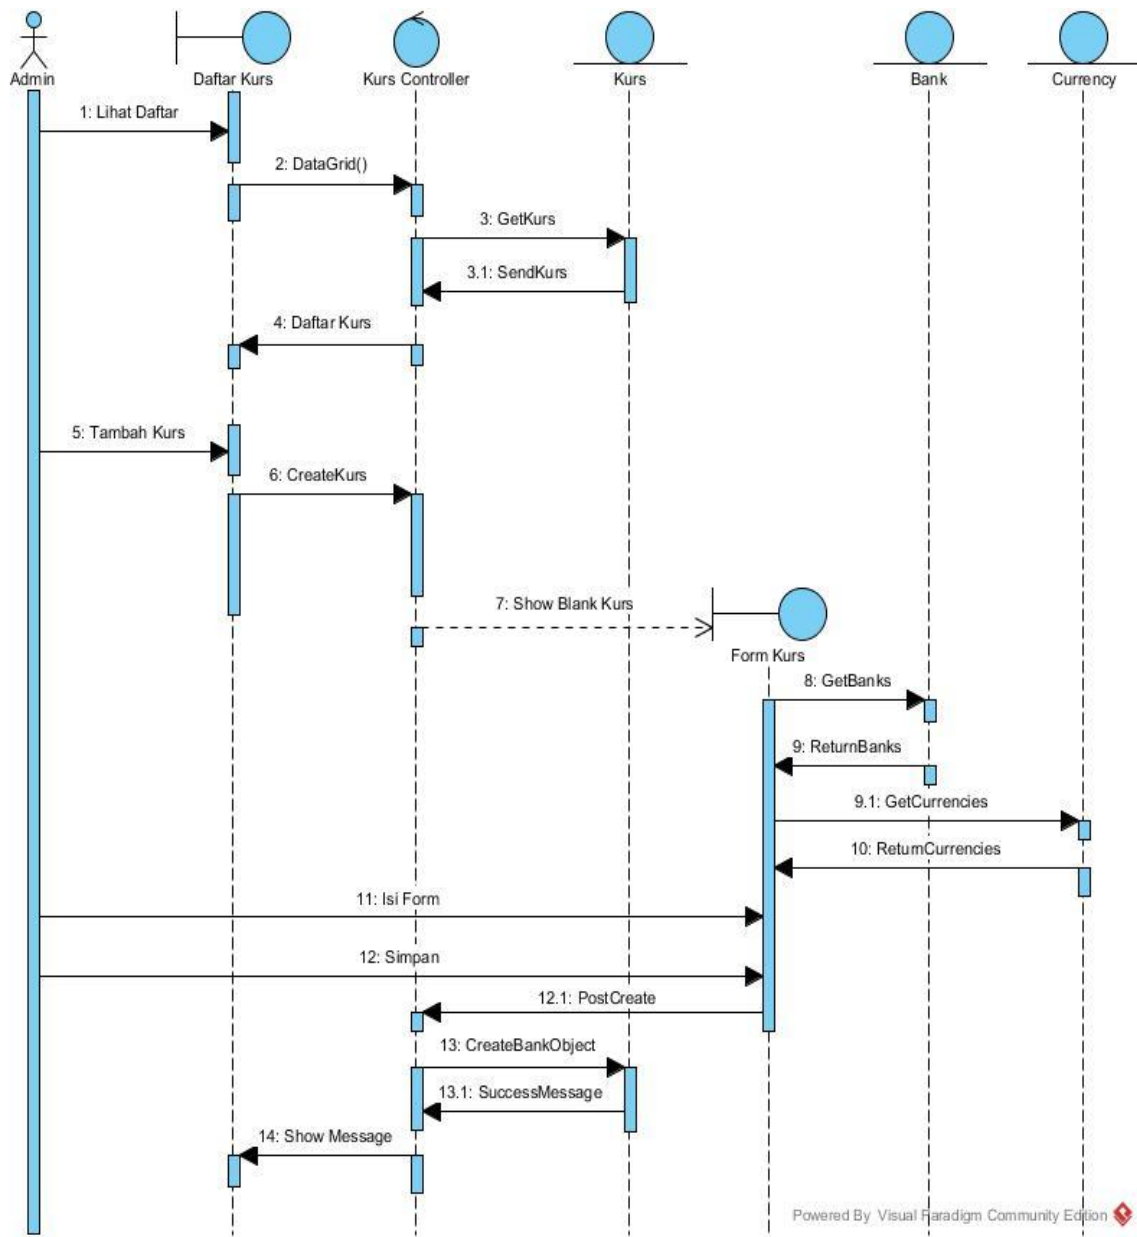 Admin
Daftar Kurs
Kurs Controller
Kurs
Bank
Currency
1: Lihat Daftar
2: DataGrid()
3: GetKurs
3.1: SendKurs
4: Daftar Kurs
5: Tambah Kurs
6: CreateKurs
7: Show Blank Kurs
Form Kurs
8: GetBanks
9: ReturnBanks
9.1: GetCurrencies
10: ReturnCurrencies
11: Isi Form
12: Simpan
12.1: PostCreate
13: CreateBankObject
13.1: SuccessMessage
14: Show Message
Powered By Visual Paradigm Community Edition